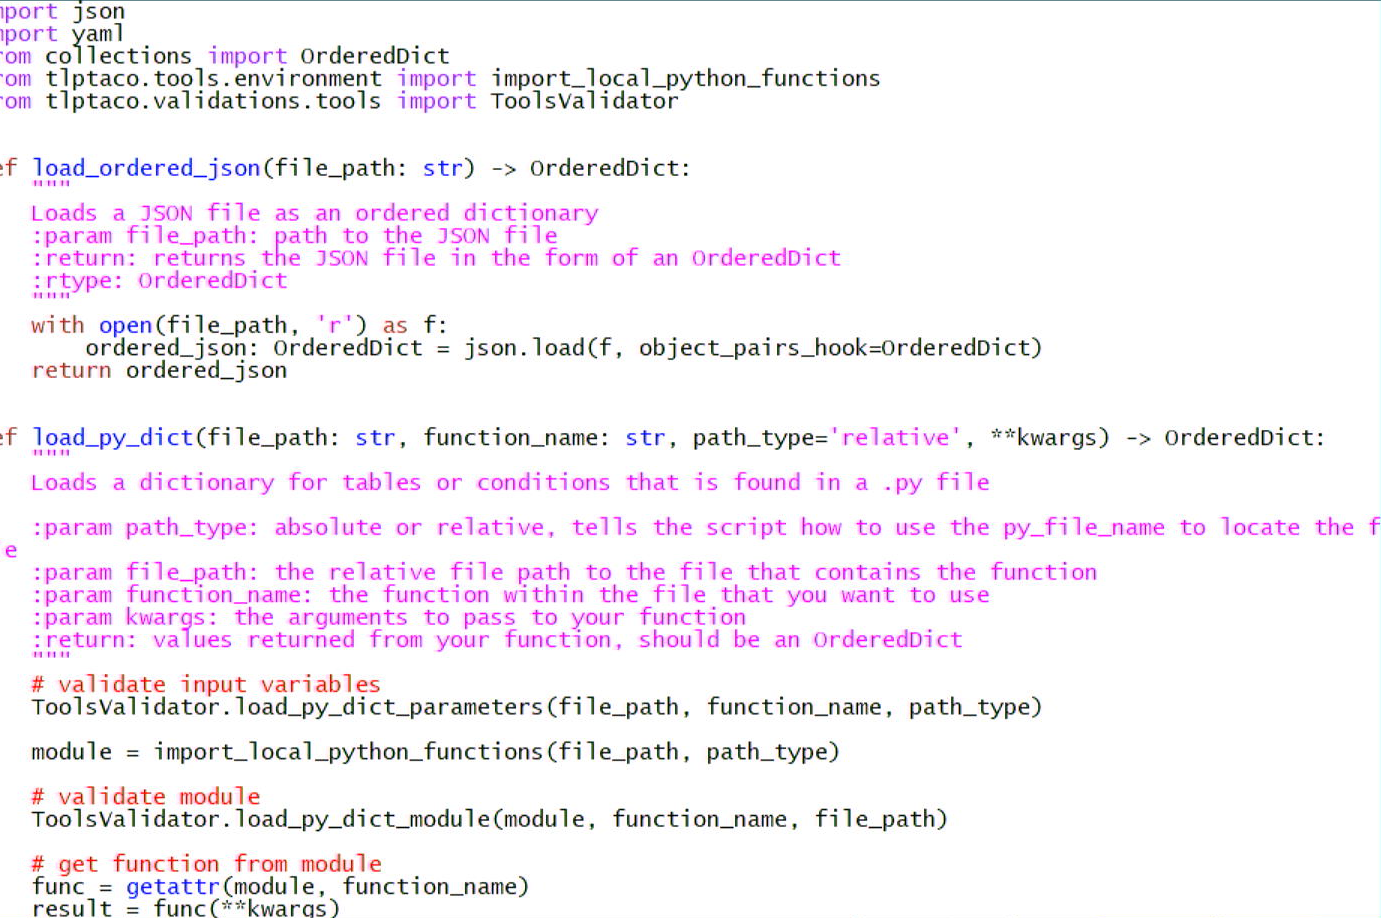 mport json
mport yaml
rom collections import OrderedDict
rom tlptaco.tools.environment import import_local_python_functions
rom tlptaco.validations.tools import ToolsValidator
ef load_ordered_json(file_path: str) -> OrderedDict:
"""
Loads a JSON file as an ordered dictionary
:param file_path: path to the JSON file
:return: returns the JSON file in the form of an OrderedDict
:rtype: OrderedDict
"""
with open(file_path, 'r') as f:
ordered_json: OrderedDict = json.load(f, object_pairs_hook=OrderedDict)
return ordered_json
ef load_py_dict(file_path: str, function_name: str, path_type='relative', **kwargs) -> OrderedDict:
"""
Loads a dictionary for tables or conditions that is found in a .py file
:param path_type: absolute or relative, tells the script how to use the py_file_name to locate the f
e
:param file_path: the relative file path to the file that contains the function
:param function_name: the function within the file that you want to use
:param kwargs: the arguments to pass to your function
:return: values returned from your function, should be an OrderedDict
"""
# validate input variables
ToolsValidator.load_py_dict_parameters(file_path, function_name, path_type)
module = import_local_python_functions(file_path, path_type)
# validate module
ToolsValidator.load_py_dict_module(module, function_name, file_path)
# get function from module
func = getattr(module, function_name)
result = func(**kwargs)